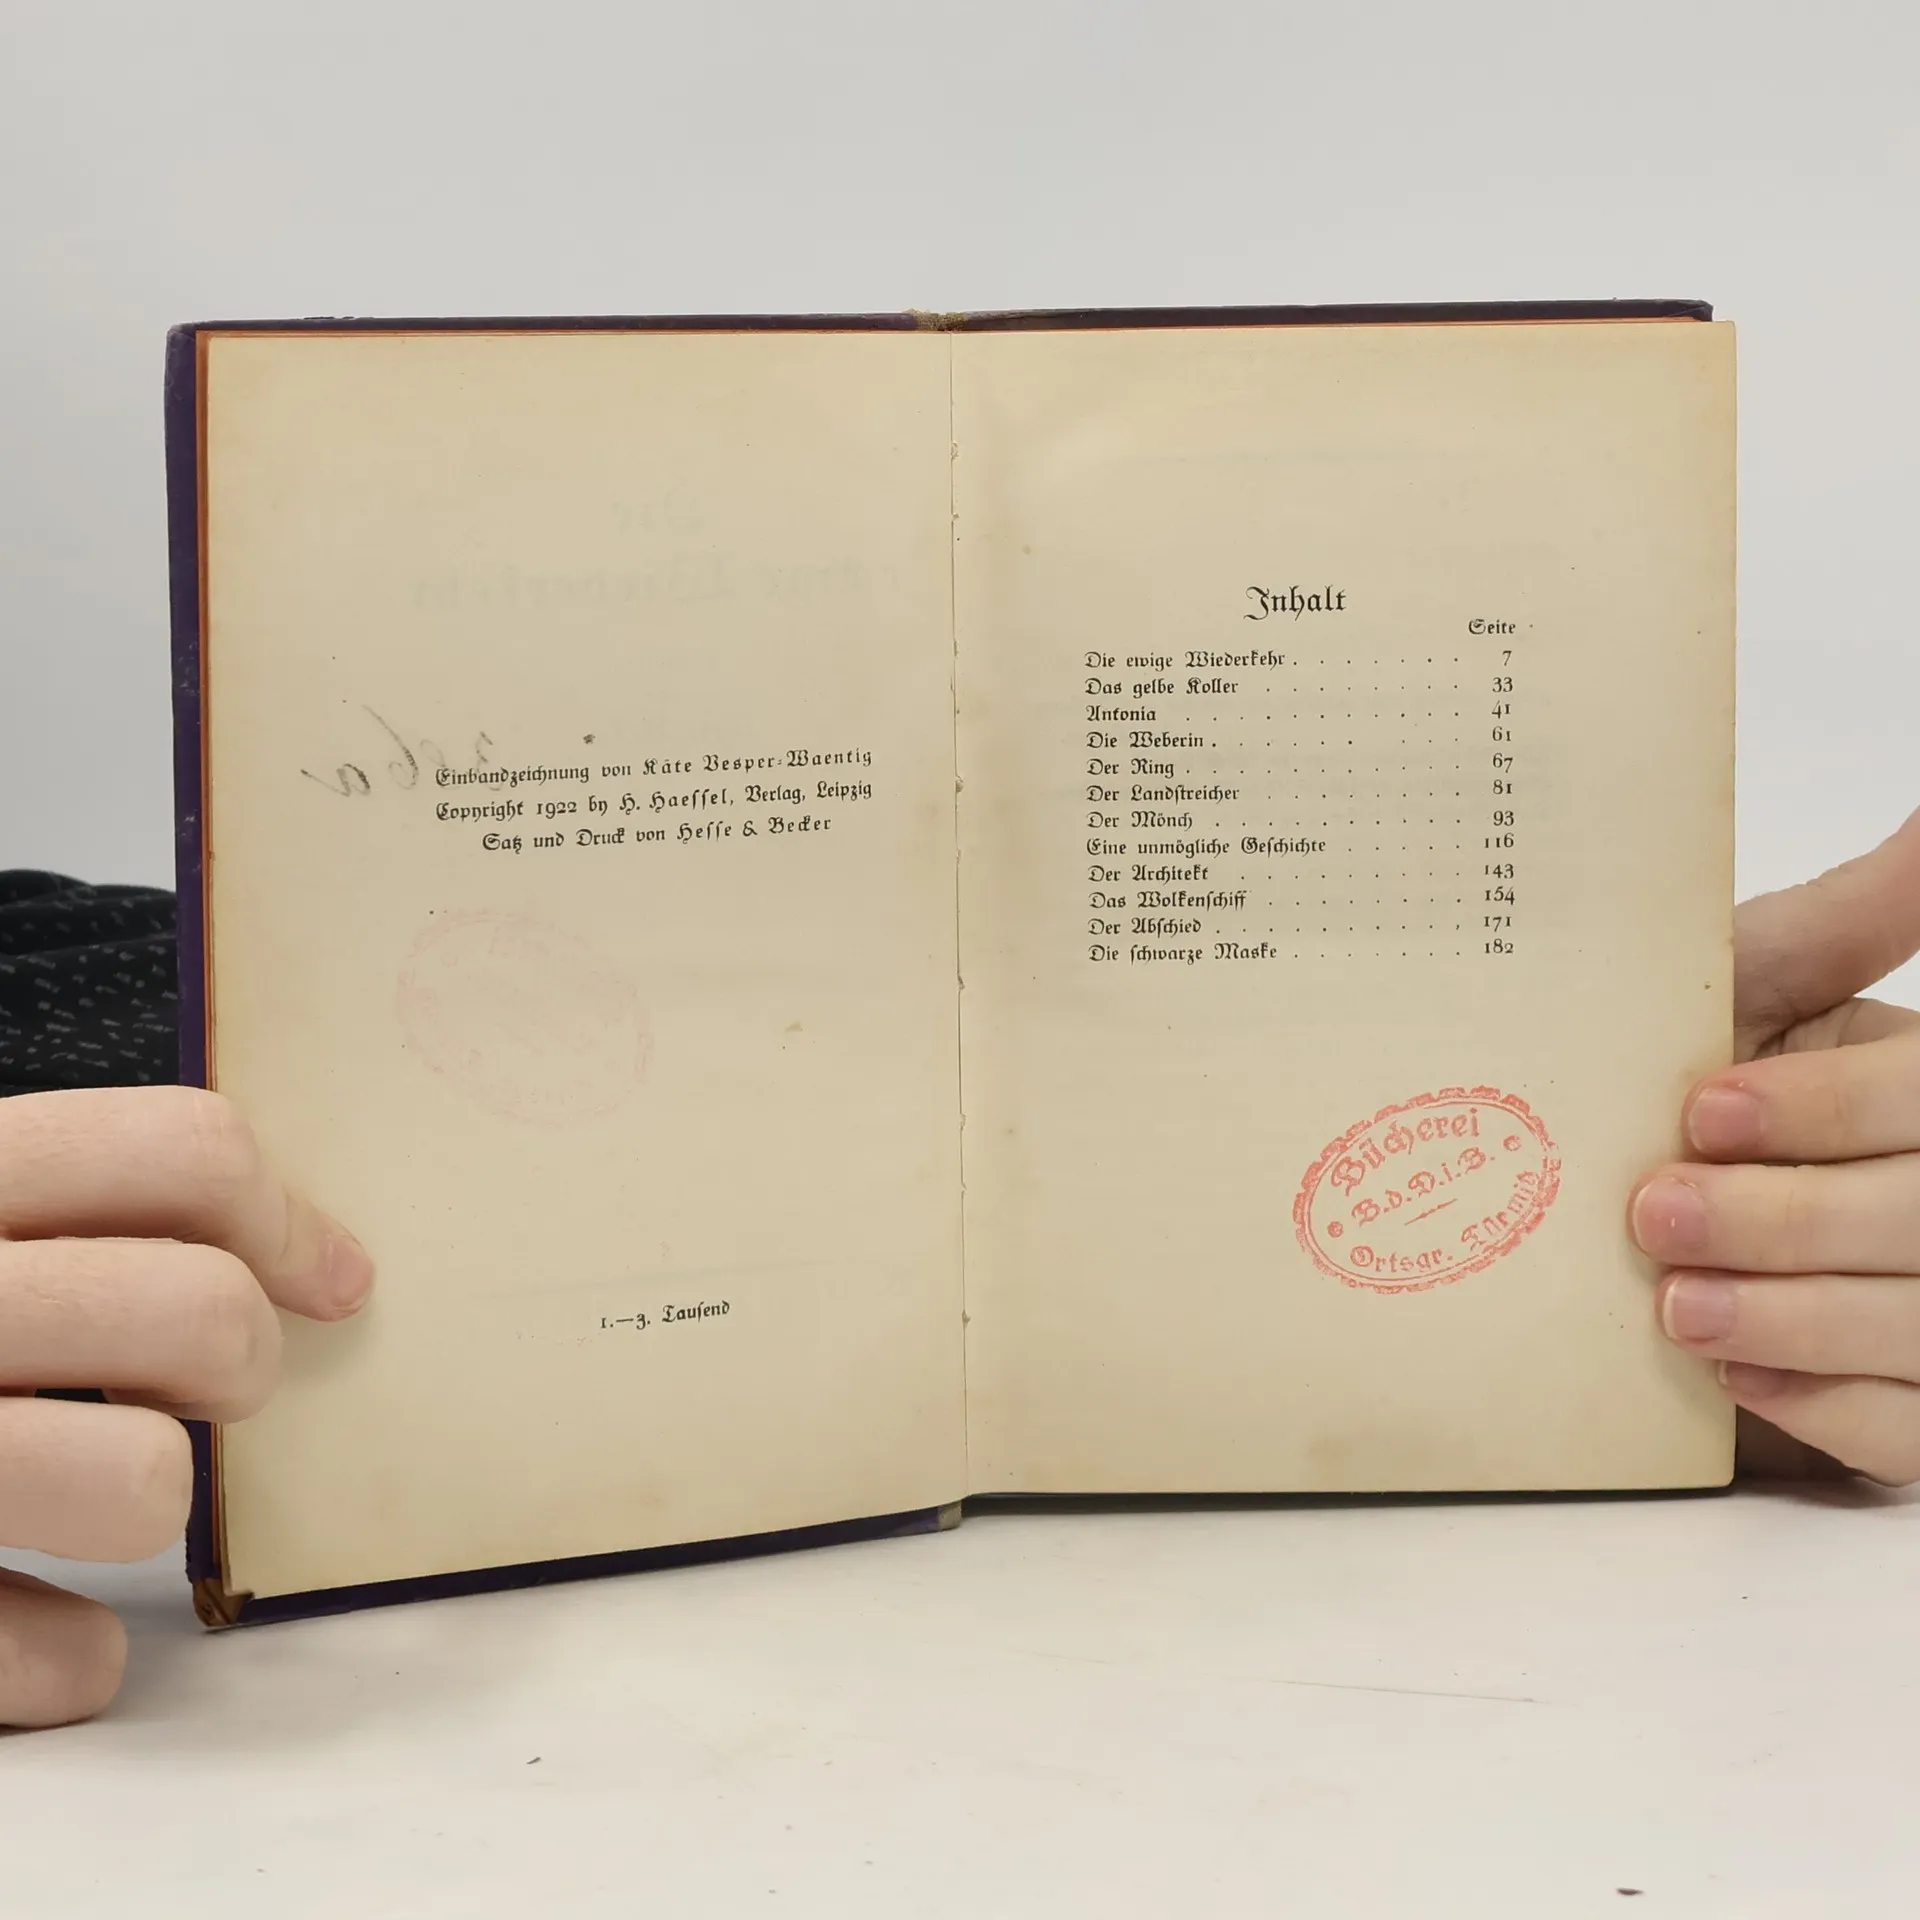 Einbandzeichnung von Käte Vesper-Waentig
Copyright 1922 by H. Haessel, Verlag, Leipzig
Satz und Druck von Hesse & Becker
1.—3. Tausend
Inhalt
Seite
Die ewige Wiederkehr . . . . . . . 7
Das gelbe Koller . . . . . . . . 33
Antonia . . . . . . . . . . . 41
Die Weberin . . . . . . . . . 61
Der Ring . . . . . . . . . . . 67
Der Landstreicher . . . . . . . . 81
Der Mönch . . . . . . . . . . 93
Eine unmögliche Geschichte . . . . . 116
Der Architekt . . . . . . . . . 143
Das Wolkenschiff . . . . . . . . 154
Der Abschied . . . . . . . . . . 171
Die schwarze Maske . . . . . . . 182
Bücherei
B.d.D.i.B.
Ortsgr. Türmitz